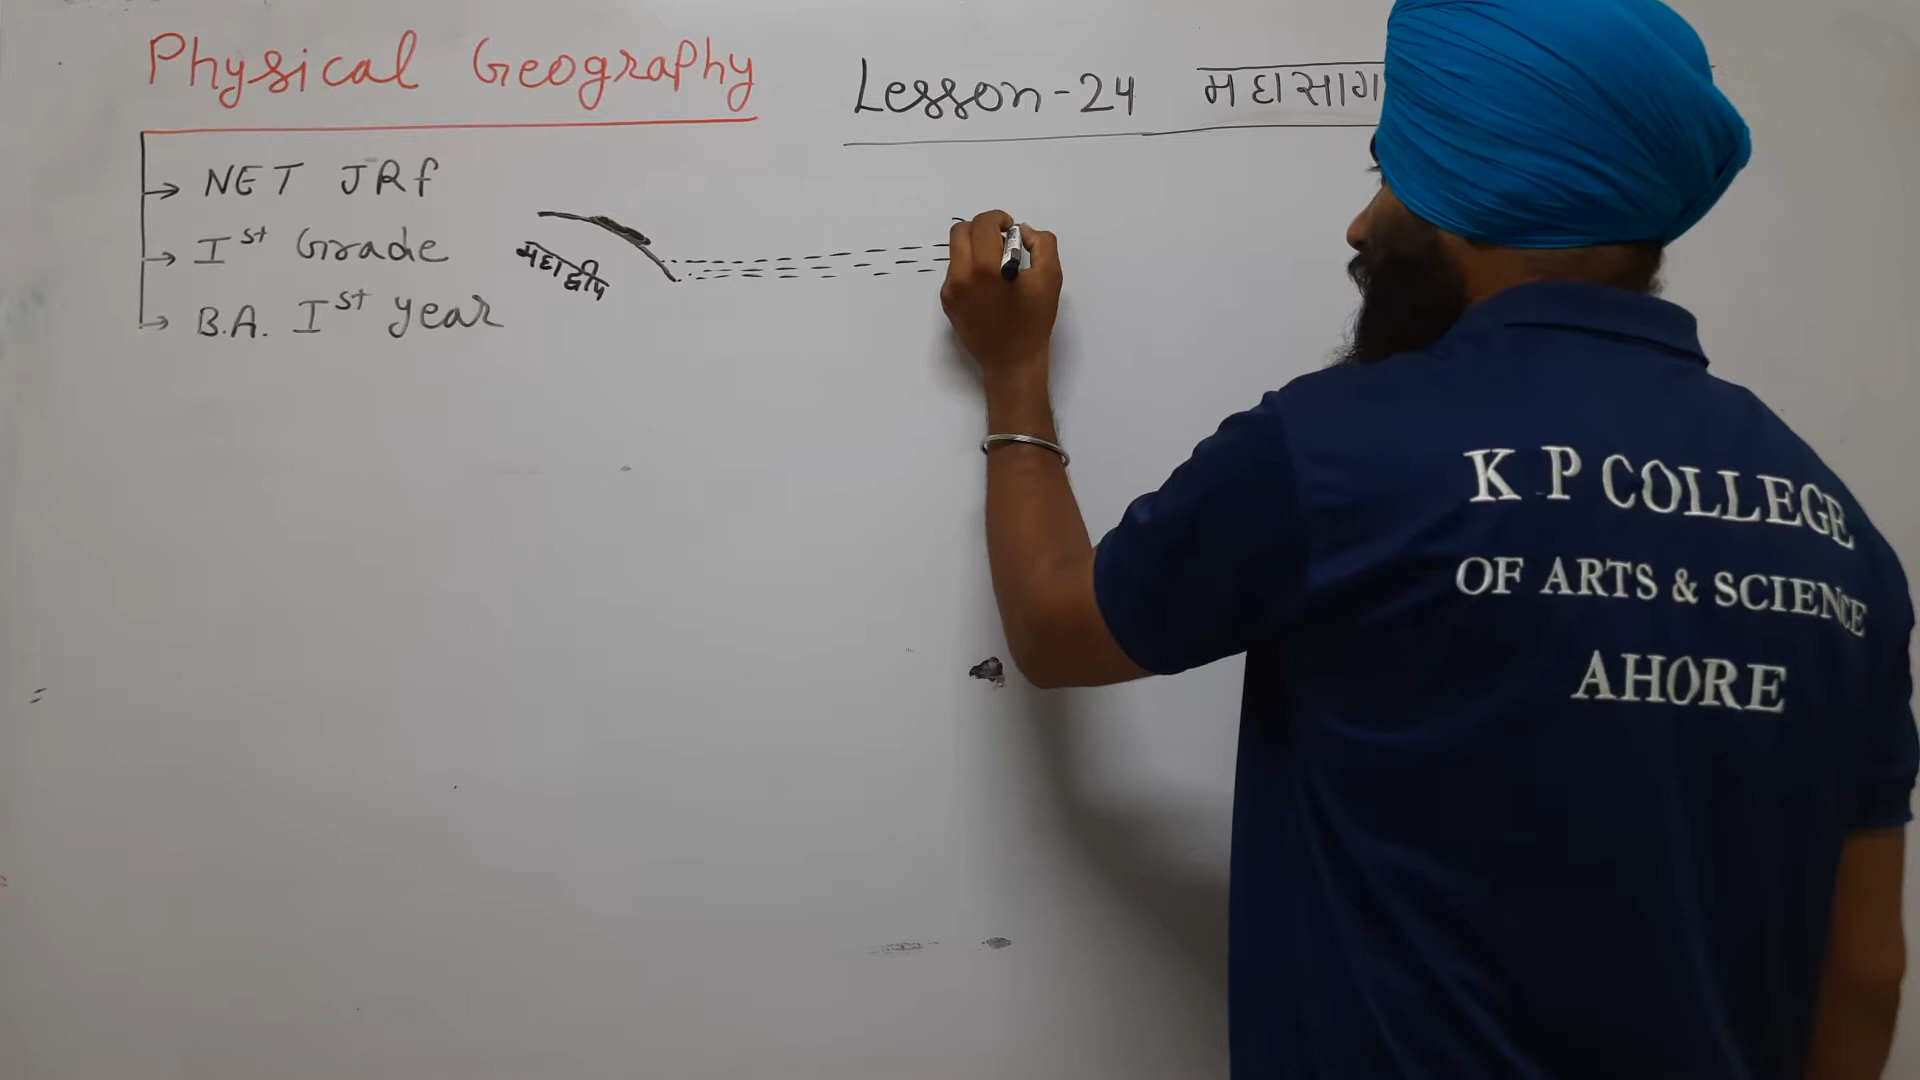 Physical Geography
Lesson-24 महासाग
NET JRf
Ist Grade
B.A. Ist year
महाद्वीप
K P COLLEGE
OF ARTS & SCIENCE
AHORE